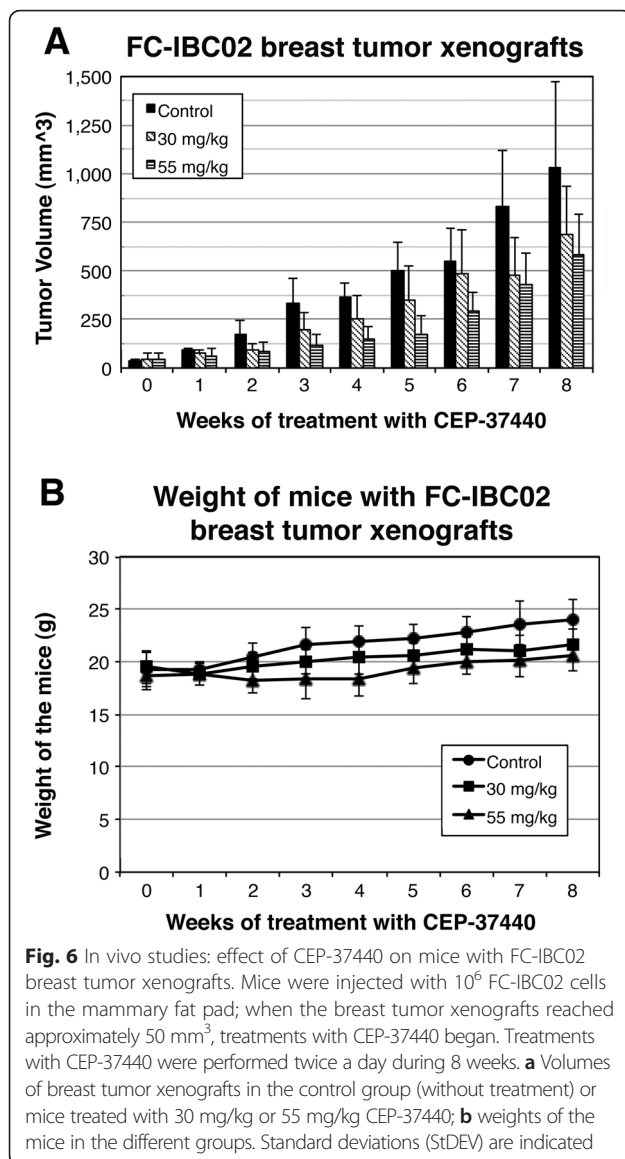 A
FC-IBC02 breast tumor xenografts
1,500
1,250
1,000
750
500
250
0
Tumor Volume (mm^3)
Control
30 mg/kg
55 mg/kg
0 1 2 3 4 5 6 7 8
Weeks of treatment with CEP-37440
B
Weight of mice with FC-IBC02
breast tumor xenografts
30
25
20
15
10
5
0
Weight of the mice (g)
Control
30 mg/kg
55 mg/kg
0 1 2 3 4 5 6 7 8
Weeks of treatment with CEP-37440
Fig. 6 In vivo studies: effect of CEP-37440 on mice with FC-IBC02
breast tumor xenografts. Mice were injected with 10⁶ FC-IBC02 cells
in the mammary fat pad; when the breast tumor xenografts reached
approximately 50 mm³, treatments with CEP-37440 began. Treatments
with CEP-37440 were performed twice a day during 8 weeks. a Volumes
of breast tumor xenografts in the control group (without treatment) or
mice treated with 30 mg/kg or 55 mg/kg CEP-37440; b weights of the
mice in the different groups. Standard deviations (StDEV) are indicated